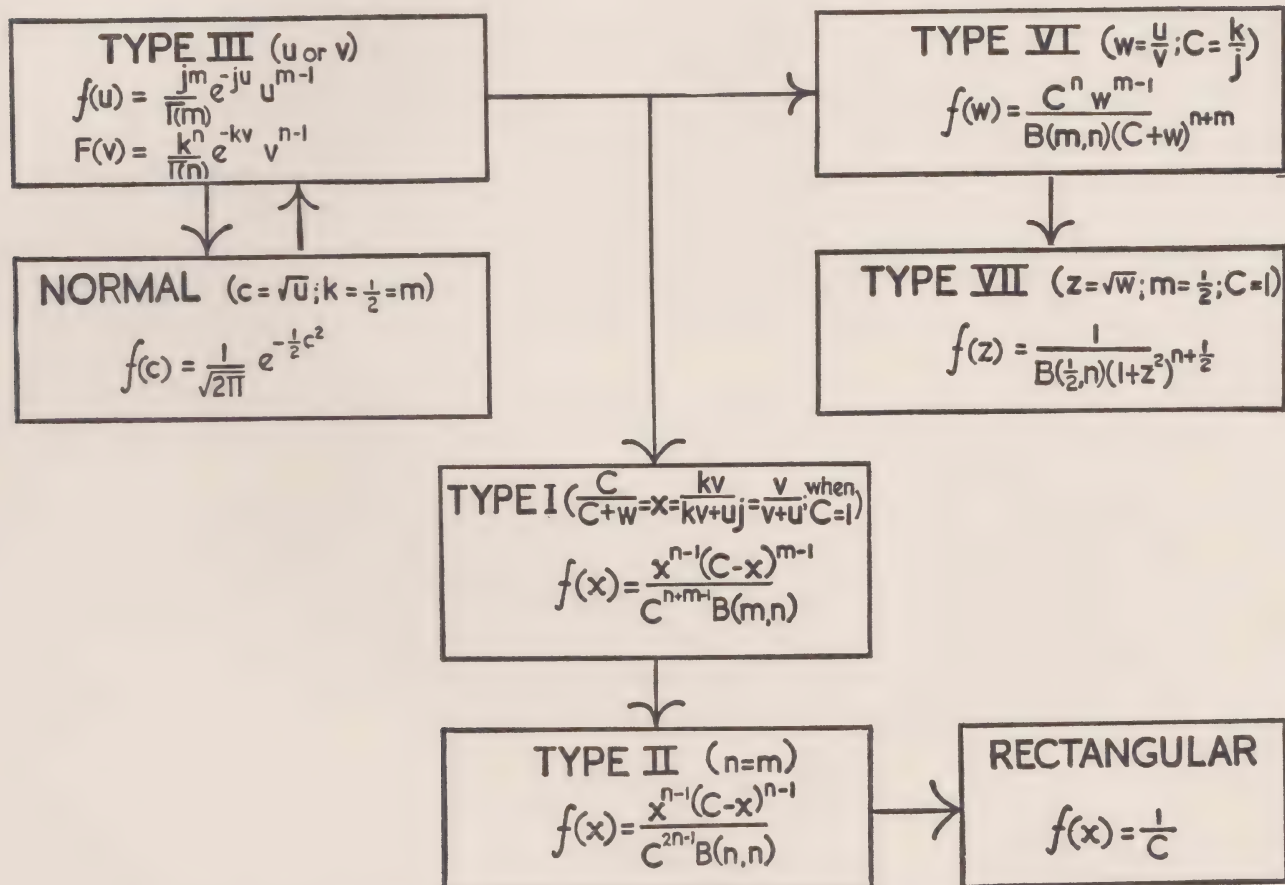 TYPE III (u or v)
f(u) = j^m/Γ(m) e^{-ju} u^{m-1}
F(v) = k^n/Γ(n) e^{-kv} v^{n-1}
TYPE VI (w=u/v; C=k/j)
f(w) = C^n w^{m-1}/B(m,n)(C+w)^{n+m}
NORMAL (c=√u; k=1/2=m)
f(c) = 1/√2π e^{-1/2 c^2}
TYPE VII (z=√w; m=1/2; C=1)
f(z) = 1/B(1/2,n)(1+z^2)^{n+1/2}
TYPE I (C/C+w=x=kv/kv+uj=v/v+u; when C=1)
f(x) = x^{n-1}(C-x)^{m-1}/C^{n+m-1}B(m,n)
TYPE II (n=m)
f(x) = x^{n-1}(C-x)^{n-1}/C^{2n-1}B(n,n)
RECTANGULAR
f(x) = 1/C